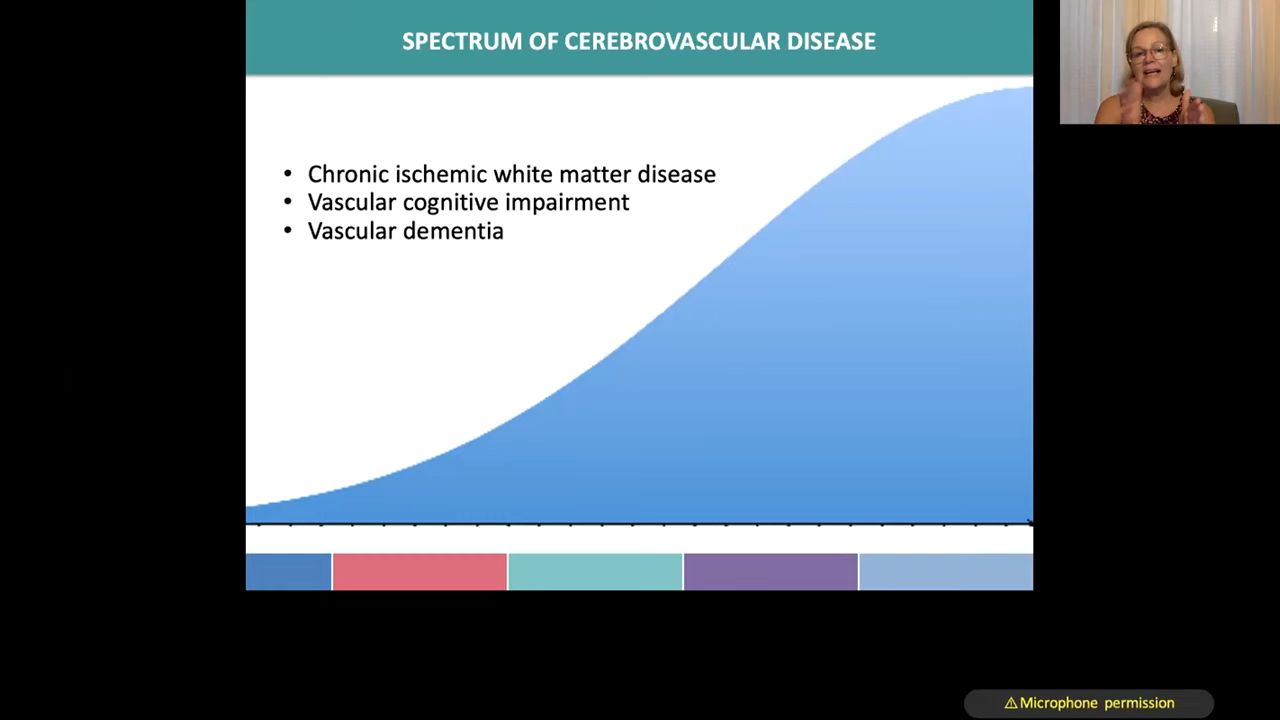 SPECTRUM OF CEREBROVASCULAR DISEASE
• Chronic ischemic white matter disease
• Vascular cognitive impairment
• Vascular dementia
⚠Microphone permission